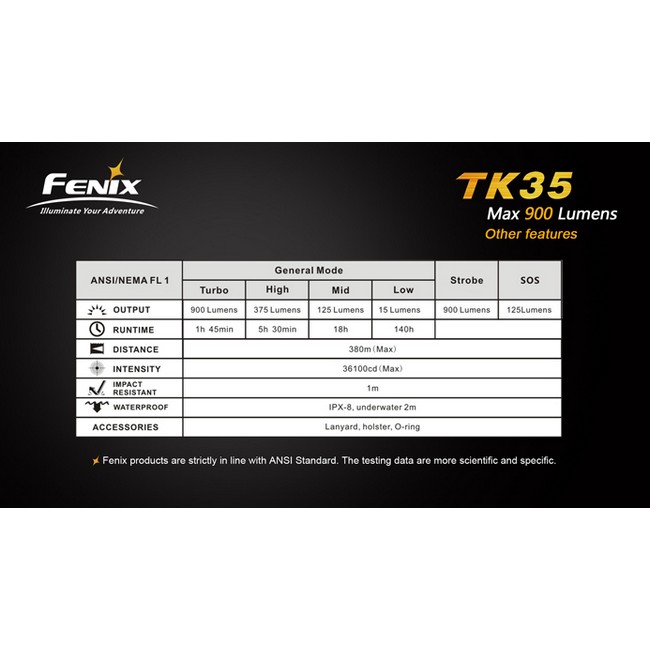 FENIX
Illuminate Your Adventure
TK35
Max 900 Lumens
Other features
ANSI/NEMA FL 1
General Mode
Strobe
SOS
Turbo
High
Mid
Low
OUTPUT 900 Lumens 375 Lumens 125 Lumens 15 Lumens 900 Lumens 125Lumens
RUNTIME 1h 45min 5h 30min 18h 140h
DISTANCE 380m (Max)
INTENSITY 36100cd (Max)
IMPACT
RESISTANT 1m
WATERPROOF IPX-8, underwater 2m
ACCESSORIES Lanyard, holster, O-ring
Fenix products are strictly in line with ANSI Standard. The testing data are more scientific and specific.